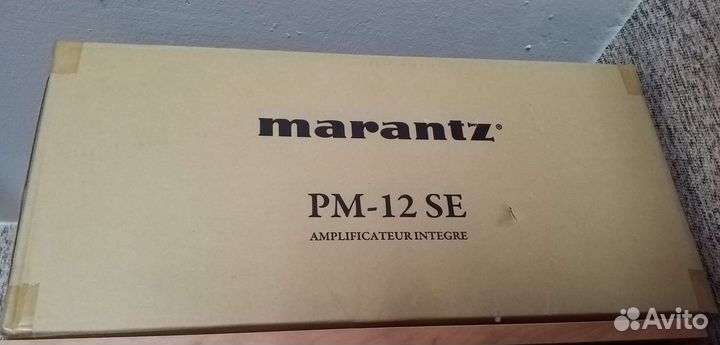 marantz®
PM-12 SE
AMPLIFICATEUR INTEGRE
Avito